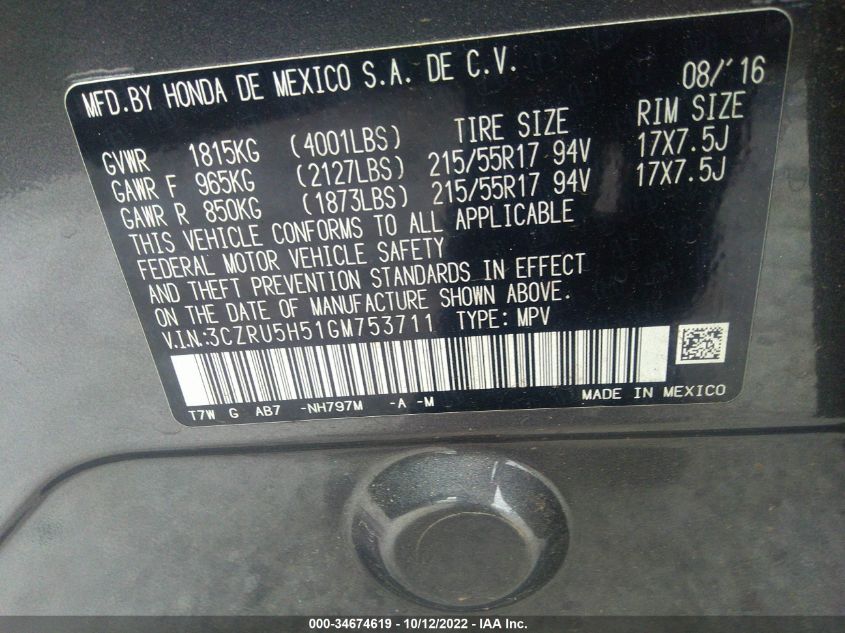 MFD.BY HONDA DE MEXICO S.A. DE C.V. 08/'16
GVWR 1815KG (4001LBS) TIRE SIZE RIM SIZE
GAWR F 965KG (2127LBS) 215/55R17 94V 17X7.5J
GAWR R 850KG (1873LBS) 215/55R17 94V 17X7.5J
THIS VEHICLE CONFORMS TO ALL APPLICABLE
FEDERAL MOTOR VEHICLE SAFETY
AND THEFT PREVENTION STANDARDS IN EFFECT
ON THE DATE OF MANUFACTURE SHOWN ABOVE.
V.I.N.:3CZRU5H51GM753711 TYPE: MPV
T7W G AB7 -NH797M -A -M MADE IN MEXICO
000-34674619 - 10/12/2022 - IAA Inc.